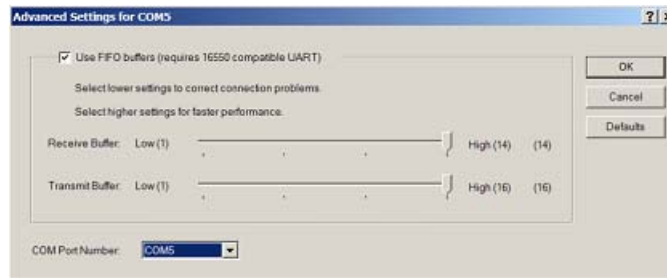 Advanced Settings for COM5
Use FIFO buffers (requires 16550 compatible UART)
Select lower settings to correct connection problems.
Select higher settings for faster performance.
Receive Buffer: Low (1) High (14) (14)
Transmit Buffer: Low (1) High (16) (16)
COM Port Number: COM5
OK
Cancel
Defaults